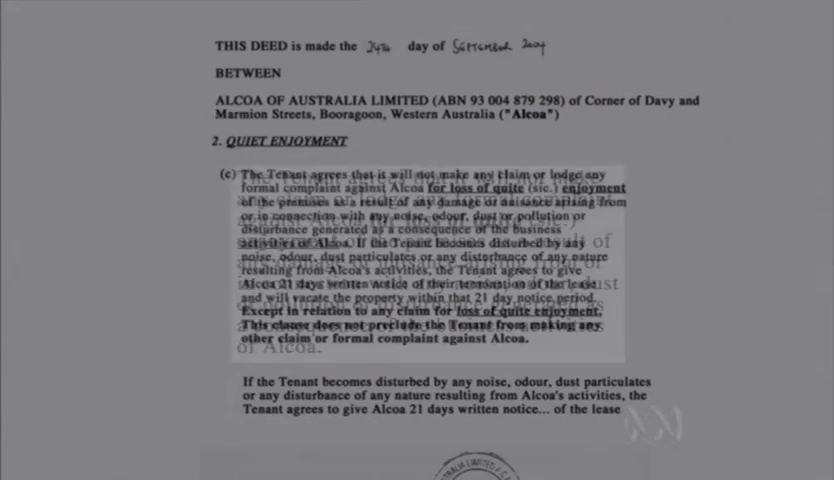 THIS DEED is made the 24th day of September 2004
BETWEEN
ALCOA OF AUSTRALIA LIMITED (ABN 93 004 879 298) of Corner of Davy and
Marmion Streets, Booragoon, Western Australia ("Alcoa")
2. QUIET ENJOYMENT
(c) The Tenant agrees that it will not make any claim or lodge any
formal complaint against Alcoa for loss of quite (sic.) enjoyment
of the premises as a result of any damage or nuisance arising from
or in connection with any noise, odour, dust or pollution or
disturbance generated as a consequence of the business
activities of Alcoa. If the Tenant becomes disturbed by any
noise, odour, dust particulates or any disturbance of any nature
resulting from Alcoa's activities, the Tenant agrees to give
Alcoa 21 days written notice of their termination of the lease
and will vacate the property within that 21 day notice period.
Except in relation to any claim for loss of quite enjoyment,
This clause does not preclude the Tenant from making any
other claim or formal complaint against Alcoa.
of Alcoa.
If the Tenant becomes disturbed by any noise, odour, dust particulates
or any disturbance of any nature resulting from Alcoa's activities, the
Tenant agrees to give Alcoa 21 days written notice... of the lease